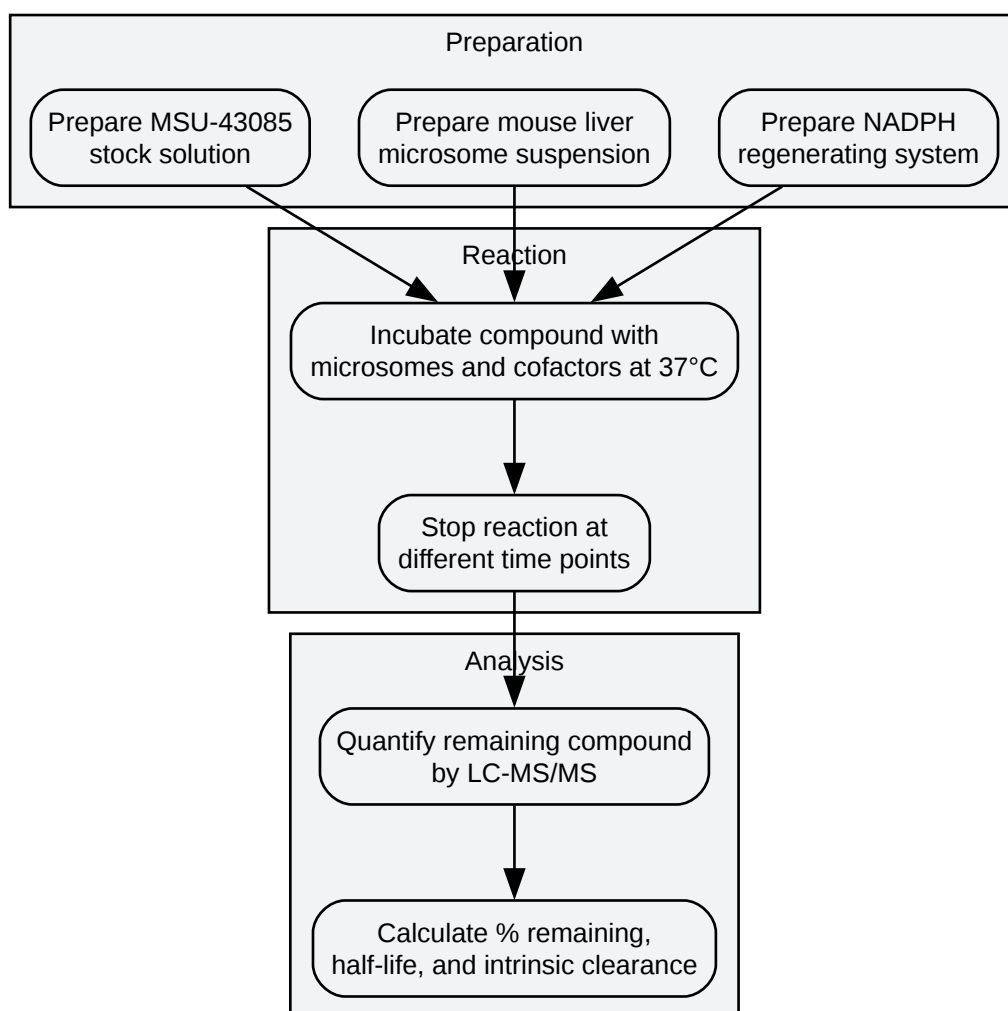 Preparation
Prepare MSU-43085
stock solution
Prepare mouse liver
microsome suspension
Prepare NADPH
regenerating system
Reaction
Incubate compound with
microsomes and cofactors at 37°C
Stop reaction at
different time points
Analysis
Quantify remaining compound
by LC-MS/MS
Calculate % remaining,
half-life, and intrinsic clearance